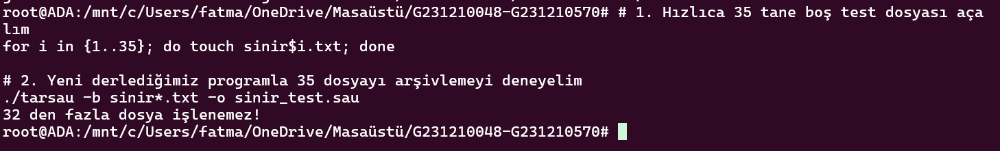 root@ADA:/mnt/c/Users/fatma/OneDrive/Masaüstü/G231210048-G231210570# # 1. Hızlıca 35 tane boş test dosyası aça
lım
for i in {1..35}; do touch sinir$i.txt; done
# 2. Yeni derlediğimiz programla 35 dosyayı arşivlemeyi deneyelim
./tarsau -b sinir*.txt -o sinir_test.sau
32 den fazla dosya işlenemez!
root@ADA:/mnt/c/Users/fatma/OneDrive/Masaüstü/G231210048-G231210570#